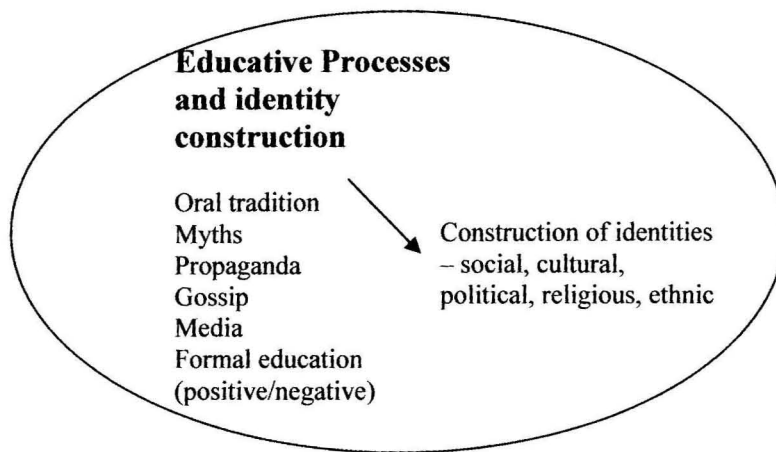 Educative Processes
and identity
construction
Oral tradition
Myths
Propaganda
Gossip
Media
Formal education
(positive/negative)
Construction of identities
– social, cultural,
political, religious, ethnic